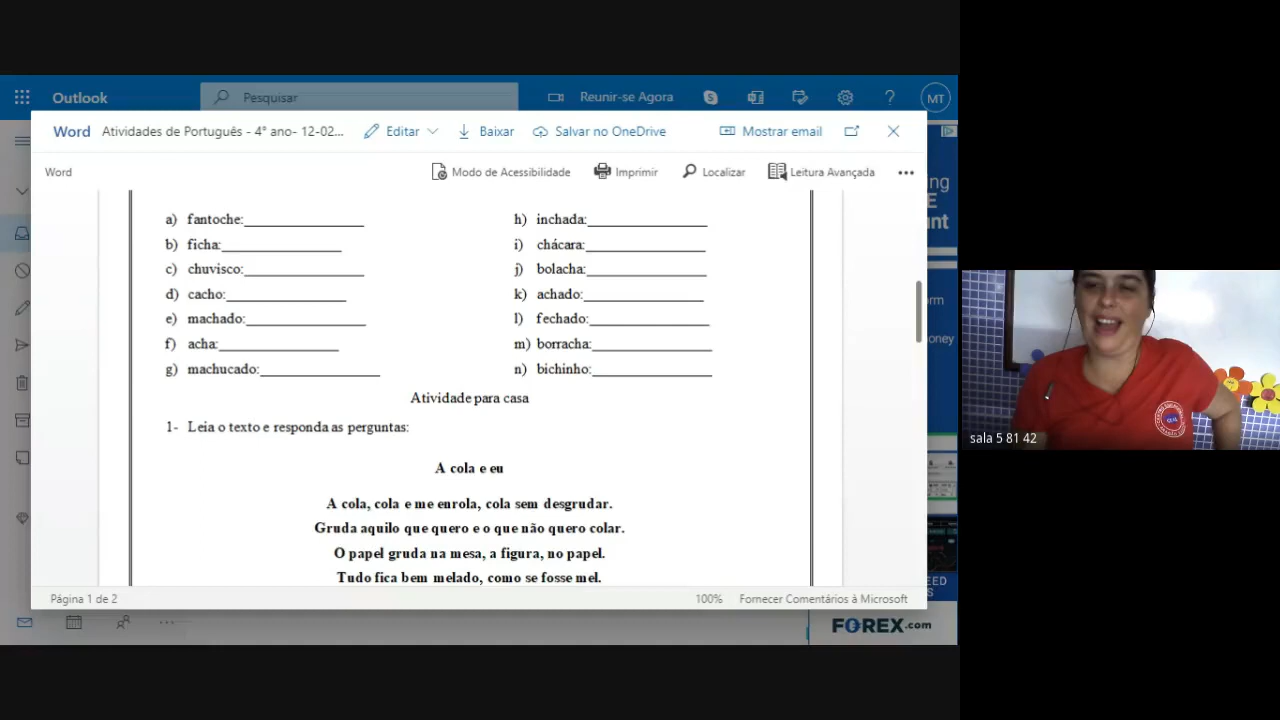 Outlook
Pesquisar
Reunir-se Agora
MT
Word Atividades de Português - 4° ano- 12-02...
Editar
Baixar
Salvar no OneDrive
Mostrar email
Word
Modo de Acessibilidade
Imprimir
Localizar
Leitura Avançada
a) fantoche:
h) inchada:
b) ficha:
i) chácara:
c) chuvisco:
j) bolacha:
d) cacho:
k) achado:
e) machado:
l) fechado:
f) acha:
m) borracha:
g) machucado:
n) bichinho:
Atividade para casa
1- Leia o texto e responda as perguntas:
A cola e eu
A cola, cola e me enrola, cola sem desgrudar.
Gruda aquilo que quero e o que não quero colar.
O papel gruda na mesa, a figura, no papel.
Tudo fica bem melado, como se fosse mel.
Página 1 de 2
100%
Fornecer Comentários à Microsoft
FOREX.com
sala 5 81 42